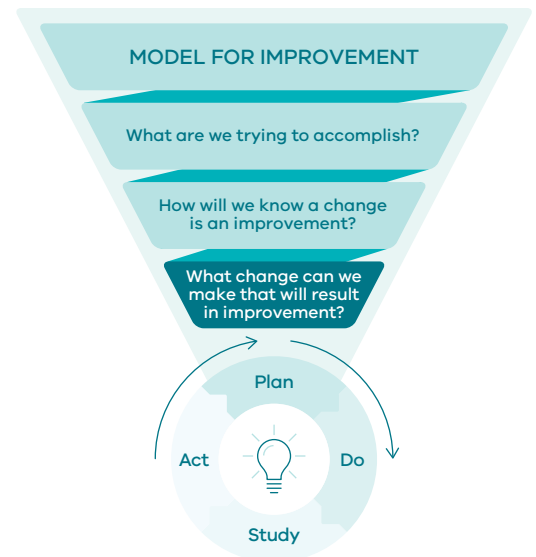 MODEL FOR IMPROVEMENT
What are we trying to accomplish?
How will we know a change
is an improvement?
What change can we
make that will result
in improvement?
Plan
Act
Do
Study